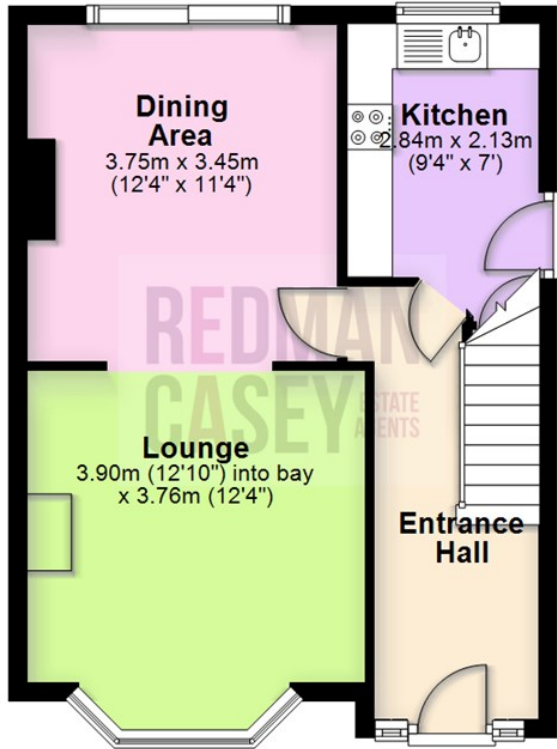 Dining
Area
3.75m x 3.45m
(12'4" x 11'4")
Kitchen
2.84m x 2.13m
(9'4" x 7')
REDMAN
CASEY
ESTATE
AGENTS
Lounge
3.90m (12'10") into bay
x 3.76m (12'4")
Entrance
Hall